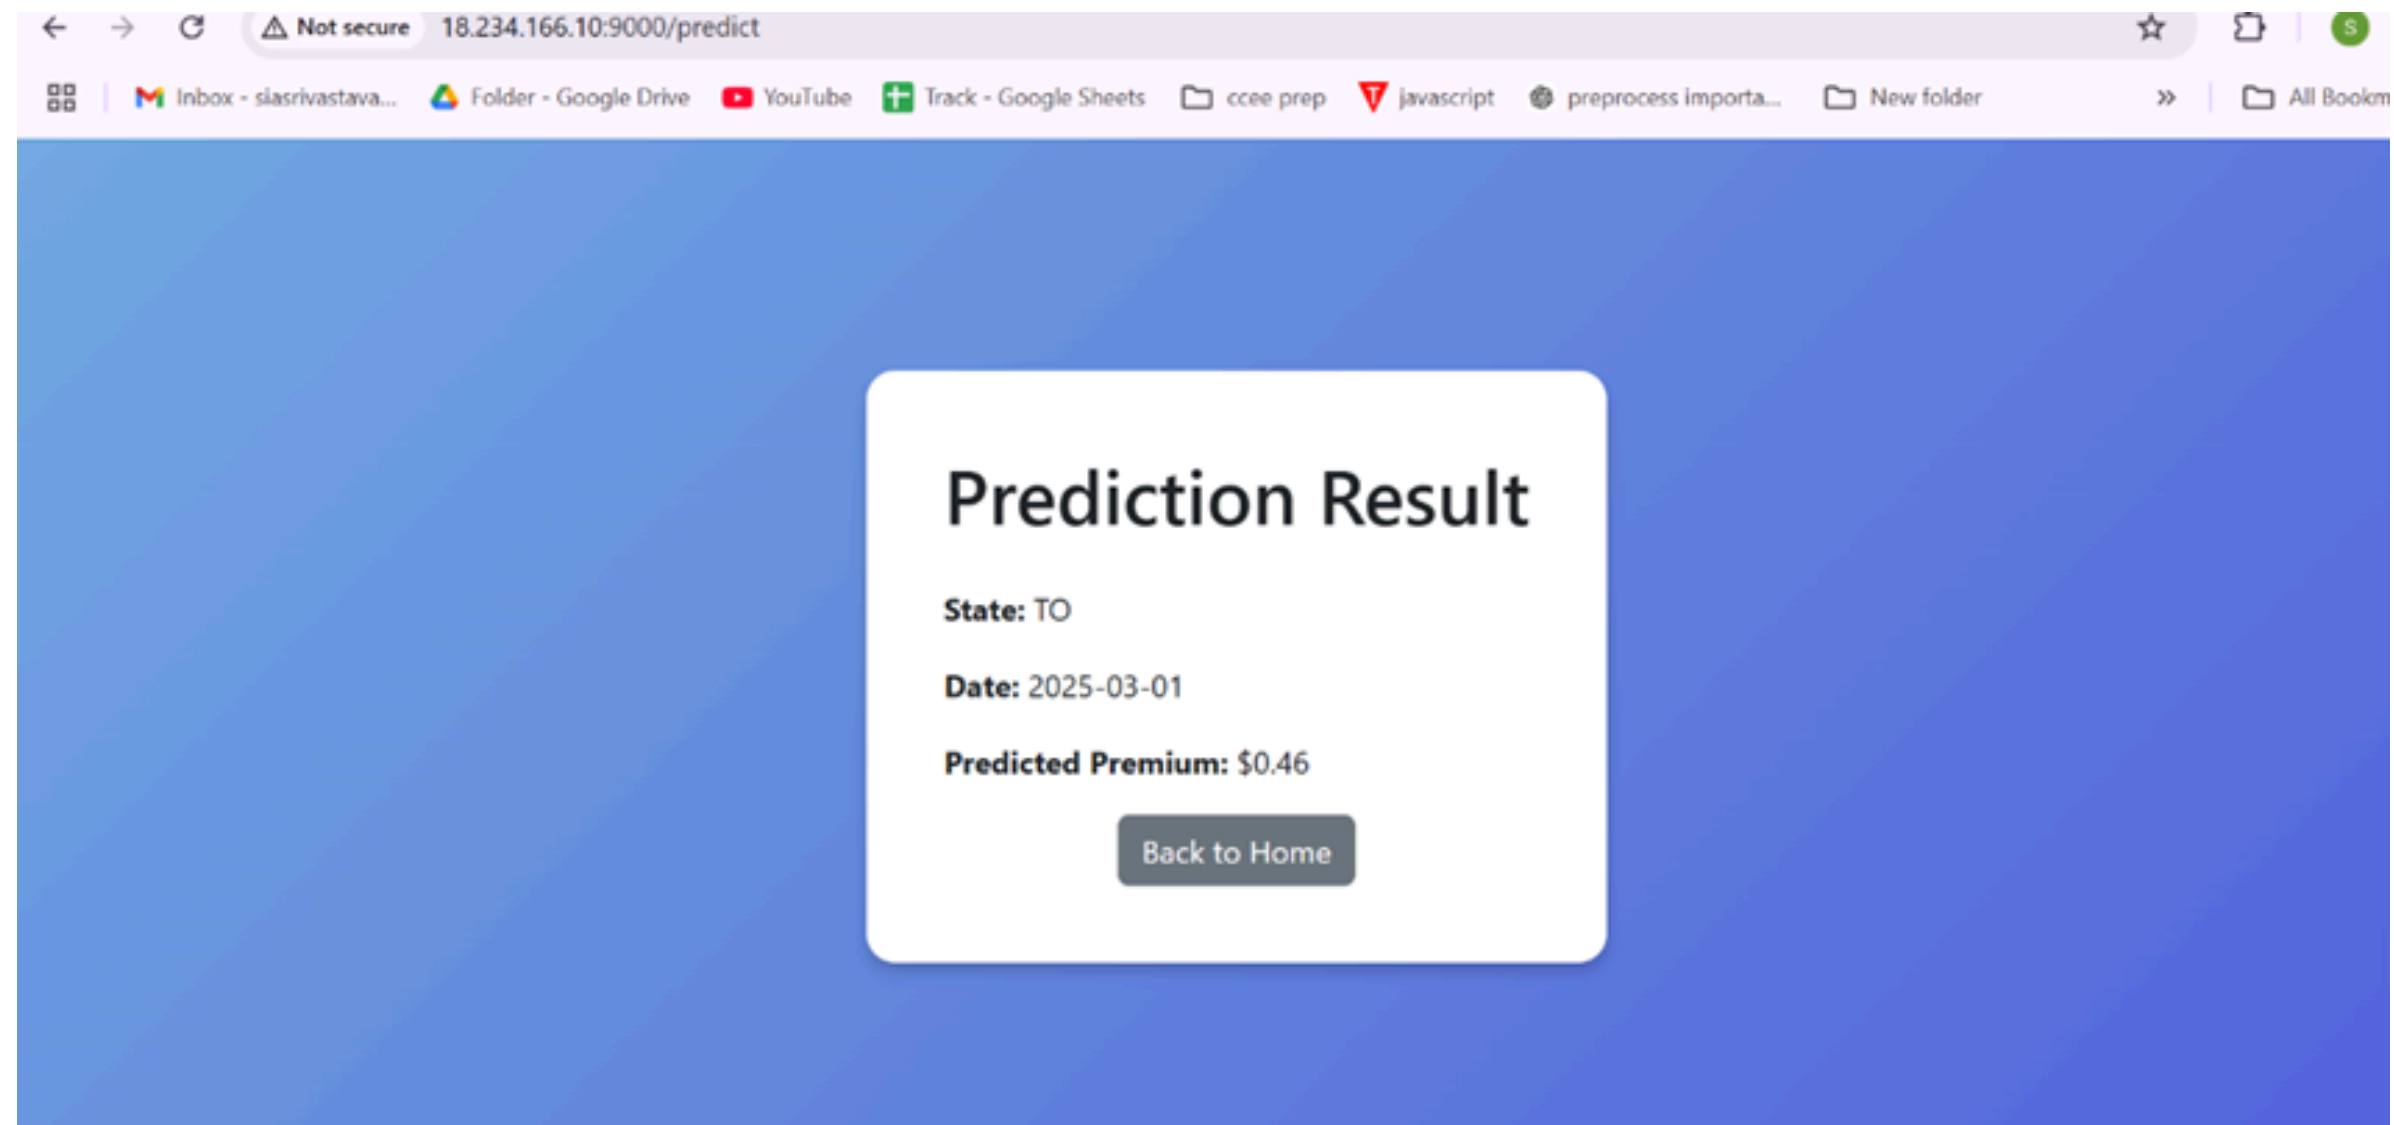 Not secure 18.234.166.10:9000/predict S
Inbox - siasrivastava... Folder - Google Drive YouTube Track - Google Sheets ccee prep javascript preprocess importa... New folder » All Bookm
Prediction Result
State: TO
Date: 2025-03-01
Predicted Premium: $0.46
Back to Home